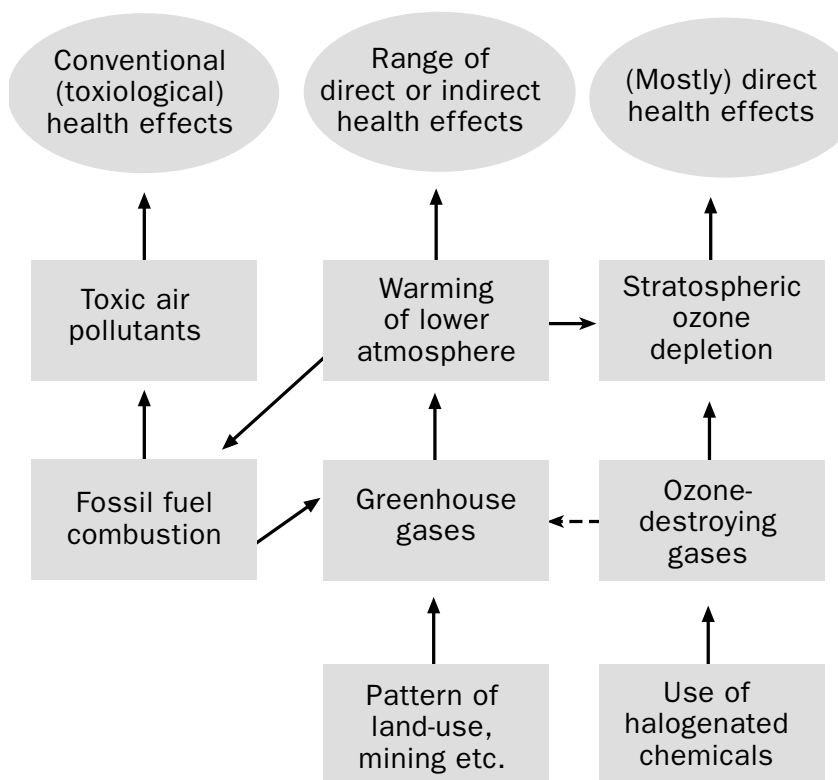 Conventional
(toxiological)
health effects
Range of
direct or indirect
health effects
(Mostly) direct
health effects
Toxic air
pollutants
Warming
of lower
atmosphere
Stratospheric
ozone
depletion
Fossil fuel
combustion
Greenhouse
gases
Ozone-
destroying
gases
Pattern of
land-use,
mining etc.
Use of
halogenated
chemicals